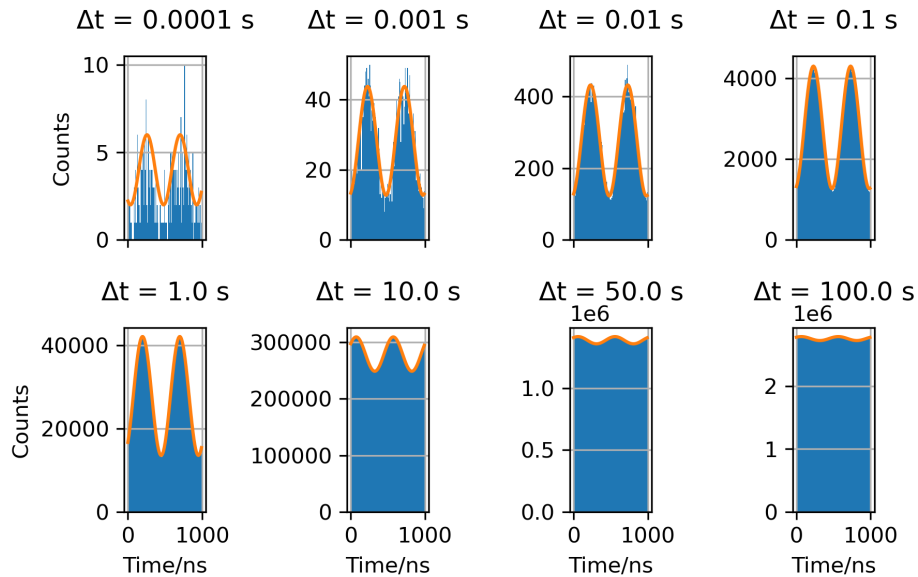 Δt = 0.0001 s
Δt = 0.001 s
Δt = 0.01 s
Δt = 0.1 s
Counts
10
5
0
40
20
0
400
200
0
4000
2000
0
Δt = 1.0 s
Δt = 10.0 s
Δt = 50.0 s
Δt = 100.0 s
1e6
1e6
Counts
40000
20000
0
300000
200000
100000
0
1.0
0.5
0.0
2
1
0
0 1000
0 1000
0 1000
0 1000
Time/ns
Time/ns
Time/ns
Time/ns